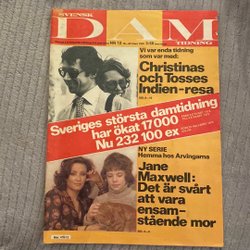 SVENSK
DAM
TIDNING
Vi var enda tidning
som var med:
Christinas
och Tosses
Indien-resa
Sveriges största damtidning
har ökat 17000
Nu 232 100 ex
NY SERIE
Hemma hos Arvingarna
Jane
Maxwell:
Det är svårt
att vara
ensam-
stående mor